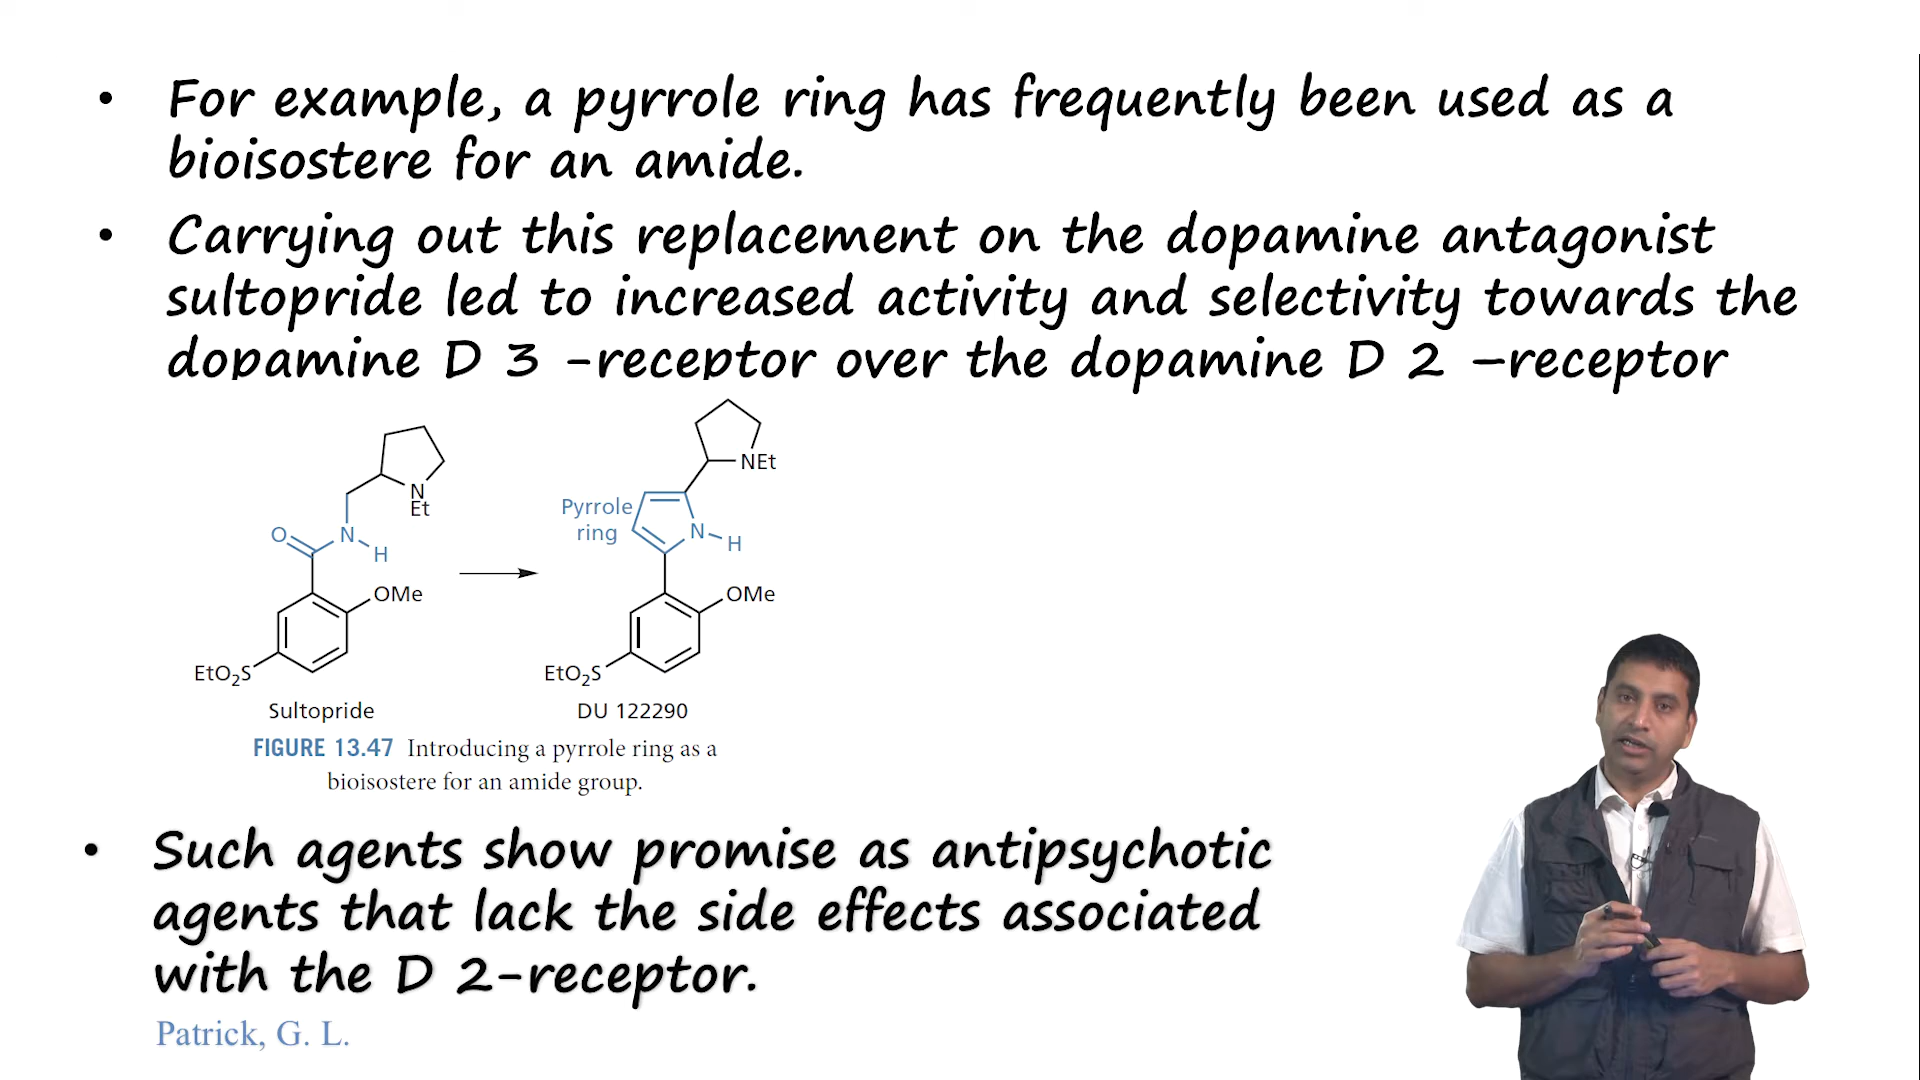 • For example, a pyrrole ring has frequently been used as a
bioisostere for an amide.
• Carrying out this replacement on the dopamine antagonist
sultopride led to increased activity and selectivity towards the
dopamine D 3 -receptor over the dopamine D 2 –receptor
N
Et
O
N
H
OMe
EtO₂S
Sultopride
NEt
Pyrrole
ring
N
H
OMe
EtO₂S
DU 122290
FIGURE 13.47 Introducing a pyrrole ring as a
bioisostere for an amide group.
• Such agents show promise as antipsychotic
agents that lack the side effects associated
with the D 2-receptor.
Patrick, G. L.